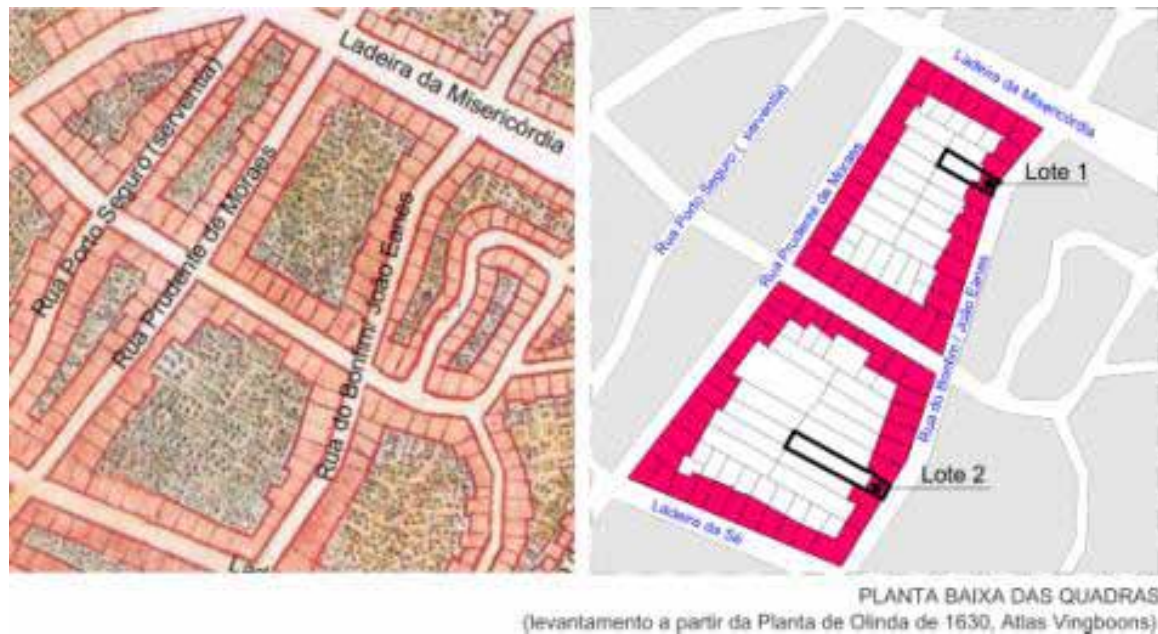 Ladeira da Misericórdia
Rua Porto Seguro (serventia)
Rua Prudente de Moraes
Rua do Bonfim/ João Eanes
La
Ladeira da Misericórdia
Rua Porto Seguro ( serventia)
Rua Prudente de Moraes
Lote 1
Rua do Bonfim / João Eanes
Lote 2
Ladeira da Sé
PLANTA BAIXA DAS QUADRAS
(levantamento a partir da Planta de Olinda de 1630, Atlas Vingboons)